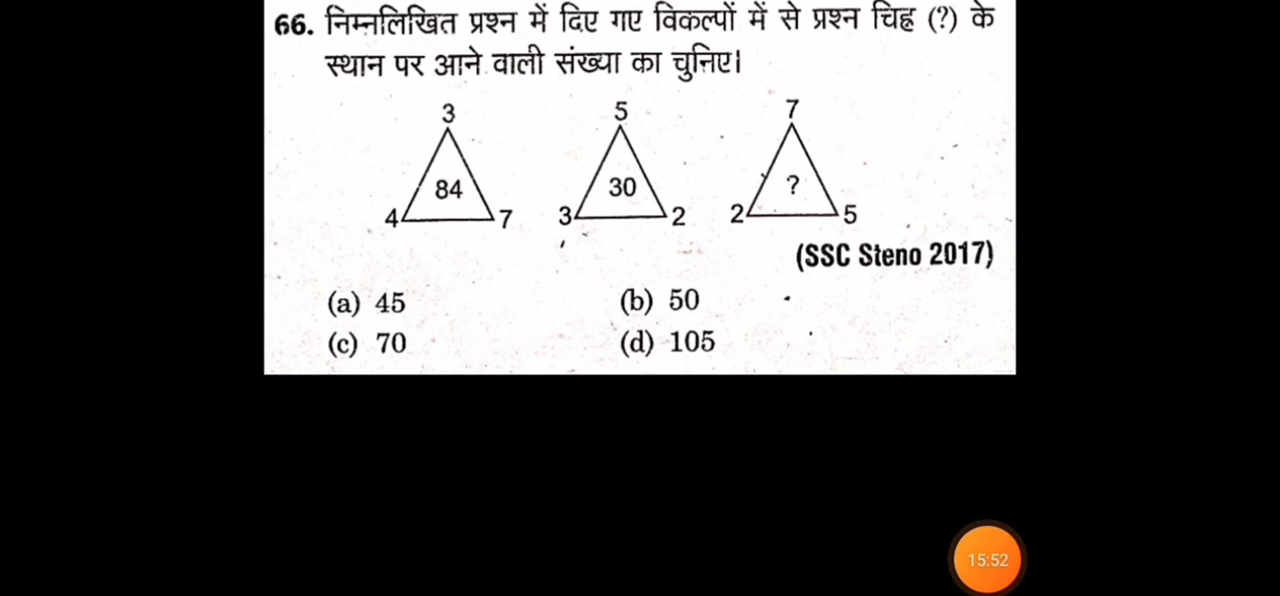 66. निम्नलिखित प्रश्न में दिए गए विकल्पों में से प्रश्न चिह्न (?) के
स्थान पर आने वाली संख्या का चुनिए।
3 5 7
84 30 ?
4 7 3 2 2 5
(SSC Steno 2017)
(a) 45 (b) 50
(c) 70 (d) 105
15:52